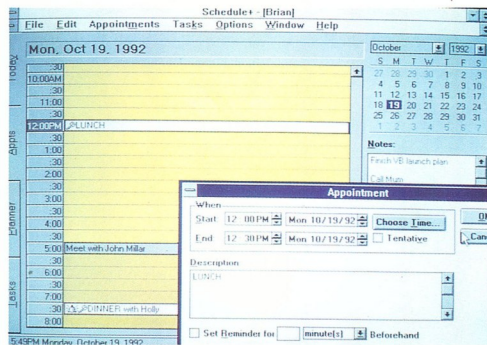 Schedule+ - [Brian]
File Edit Appointments Tasks Options Window Help
Mon, Oct 19, 1992
October 1992
S M T W T F S
27 28 29 30 1 2 3
4 5 6 7 8 9 10
11 12 13 14 15 16 17
18 19 20 21 22 23 24
25 26 27 28 29 30 31
1 2 3 4 5 6 7
Notes:
Finish VB launch plan
Call Mum
Today
Appts
Planner
Tasks
:30
10:00AM
:30
11:00
:30
12:00PM LUNCH
:30
1:00
:30
2:00
:30
3:00
:30
4:00
:30
5:00 Meet with John Millar
:30
6:00
:30
7:00
:30 DINNER with Holly
8:00
Appointment
When
Start 12 00 PM Mon 10/19/92 Choose Time...
End 12 30 PM Mon 10/19/92 Tentative
Description
LUNCH
Set Reminder for minute(s) Beforehand
5:49PM Monday, October 19, 1992